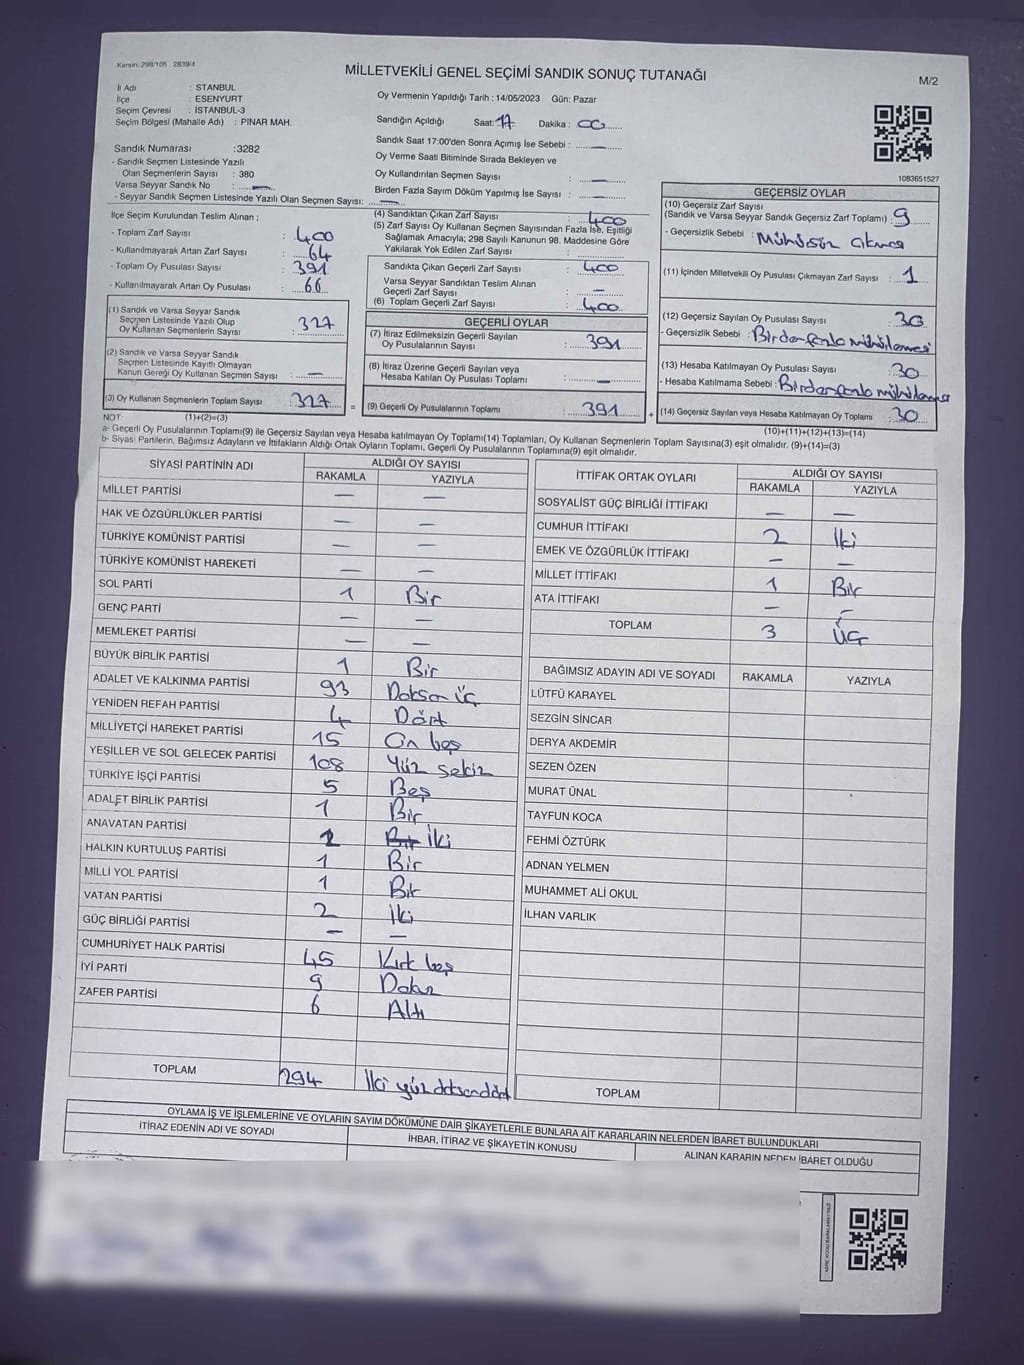 Kanun: 298/105 , 2839/4
MİLLETVEKİLİ GENEL SEÇİMİ SANDIK SONUÇ TUTANAĞI
M/2
İl Adı : STANBUL
İlçe : ESENYURT
Seçim Çevresi : İSTANBUL-3
Seçim Bölgesi (Mahalle Adı) : PINAR MAH.
Oy Vermenin Yapıldığı Tarih : 14/05/2023 Gün: Pazar
Sandığın Açıldığı Saat: 17 Dakika : 00
Sandık Saat 17:00'den Sonra Açımış İse Sebebi : —
Oy Verme Saati Bitiminde Sırada Bekleyen ve
Oy Kullandırılan Seçmen Sayısı : —
Birden Fazla Sayım Döküm Yapılmış İse Sayısı : —
Sandık Numarası :3282
- Sandık Seçmen Listesinde Yazılı
Olan Seçmenlerin Sayısı : 380
Varsa Seyyar Sandık No : —
- Seyyar Sandık Seçmen Listesinde Yazılı Olan Seçmen Sayısı: —
1083651527
İlçe Seçim Kurulundan Teslim Alınan ;
- Toplam Zarf Sayısı : 400
- Kullanılmayarak Artan Zarf Sayısı : 64
- Toplam Oy Pusulası Sayısı : 391
- Kullanılmayarak Artan Oy Pusulası : 66
(1) Sandık ve Varsa Seyyar Sandık
Seçmen Listesinde Yazılı Olup
Oy Kullanan Seçmenlerin Sayısı : 327
(2) Sandık ve Varsa Seyyar Sandık
Seçmen Listesinde Kayıtlı Olmayan
Kanun Gereği Oy Kullanan Seçmen Sayısı : —
(3) Oy Kullanan Seçmenlerin Toplam Sayısı : 327 =
(4) Sandıktan Çıkan Zarf Sayısı : 400
(5) Zarf Sayısı Oy Kullanan Seçmen Sayısından Fazla İse, Eşitliği
Sağlamak Amacıyla; 298 Sayılı Kanunun 98. Maddesine Göre
Yakılarak Yok Edilen Zarf Sayısı :
Sandıkta Çıkan Geçerli Zarf Sayısı : 400
Varsa Seyyar Sandıktan Teslim Alınan
Geçerli Zarf Sayısı : —
(6) Toplam Geçerli Zarf Sayısı : 400
GEÇERLİ OYLAR
(7) İtiraz Edilmeksizin Geçerli Sayılan
Oy Pusulalarının Sayısı : 391
(8) İtiraz Üzerine Geçerli Sayılan veya
Hesaba Katılan Oy Pusulası Toplamı : —
(9) Geçerli Oy Pusulalarının Toplamı : 391 +
GEÇERSİZ OYLAR
(10) Geçersiz Zarf Sayısı
(Sandık ve Varsa Seyyar Sandık Geçersiz Zarf Toplamı) : 9
- Geçersizlik Sebebi : Mühürsüz Çıkması
(11) İçinden Milletvekili Oy Pusulası Çıkmayan Zarf Sayısı : 1
(12) Geçersiz Sayılan Oy Pusulası Sayısı : 30
- Geçersizlik Sebebi : Birden fazla mühürlemesi
(13) Hesaba Katılmayan Oy Pusulası Sayısı : 30
- Hesaba Katılmama Sebebi : Birden fazla mühürlemesi
(14) Geçersiz Sayılan veya Hesaba Katılmayan Oy Toplamı : 30
NOT: (1)+(2)=(3)
(10)+(11)+(12)+(13)=(14)
a- Geçerli Oy Pusulalarının Toplamı(9) ile Geçersiz Sayılan veya Hesaba katılmayan Oy Toplamı(14) Toplamları, Oy Kullanan Seçmenlerin Toplam Sayısına(3) eşit olmalıdır. (9)+(14)=(3)
b- Siyasi Partilerin, Bağımsız Adayların ve İttifakların Aldığı Ortak Oyların Toplamı, Geçerli Oy Pusulalarının Toplamına(9) eşit olmalıdır.
SİYASİ PARTİNİN ADI ALDIĞI OY SAYISI
RAKAMLA YAZIYLA
MİLLET PARTİSİ — —
HAK VE ÖZGÜRLÜKLER PARTİSİ — —
TÜRKİYE KOMÜNİST PARTİSİ — —
TÜRKİYE KOMÜNİST HAREKETİ — —
SOL PARTİ 1 Bir
GENÇ PARTİ — —
MEMLEKET PARTİSİ — —
BÜYÜK BİRLİK PARTİSİ 1 Bir
ADALET VE KALKINMA PARTİSİ 93 Doksan üç
YENİDEN REFAH PARTİSİ 4 Dört
MİLLİYETÇİ HAREKET PARTİSİ 15 On beş
YEŞİLLER VE SOL GELECEK PARTİSİ 108 Yüz sekiz
TÜRKİYE İŞÇİ PARTİSİ 5 Beş
ADALET BİRLİK PARTİSİ 1 Bir
ANAVATAN PARTİSİ 2 Bir İki
HALKIN KURTULUŞ PARTİSİ 1 Bir
MİLLİ YOL PARTİSİ 1 Bir
VATAN PARTİSİ 2 İki
GÜÇ BİRLİĞİ PARTİSİ — —
CUMHURİYET HALK PARTİSİ 45 Kırk beş
İYİ PARTİ 9 Dokuz
ZAFER PARTİSİ 6 Altı
TOPLAM 294 İki yüz doksan dört
İTTİFAK ORTAK OYLARI ALDIĞI OY SAYISI
RAKAMLA YAZIYLA
SOSYALİST GÜÇ BİRLİĞİ İTTİFAKI — —
CUMHUR İTTİFAKI 2 İki
EMEK VE ÖZGÜRLÜK İTTİFAKI — —
MİLLET İTTİFAKI 1 Bir
ATA İTTİFAKI — —
TOPLAM 3 Üç
BAĞIMSIZ ADAYIN ADI VE SOYADI RAKAMLA YAZIYLA
LÜTFÜ KARAYEL
SEZGİN SİNCAR
DERYA AKDEMİR
SEZEN ÖZEN
MURAT ÜNAL
TAYFUN KOCA
FEHMİ ÖZTÜRK
ADNAN YELMEN
MUHAMMET ALİ OKUL
İLHAN VARLIK
TOPLAM
OYLAMA İŞ VE İŞLEMLERİNE VE OYLARIN SAYIM DÖKÜMÜNE DAİR ŞİKAYETLERLE BUNLARA AİT KARARLARIN NELERDEN İBARET BULUNDUKLARI
İTİRAZ EDENİN ADI VE SOYADI İHBAR, İTİRAZ VE ŞİKAYETİN KONUSU ALINAN KARARIN NEDEN İBARET OLDUĞU